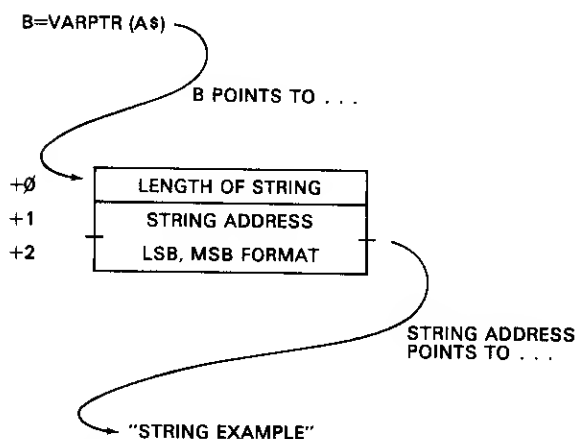 B=VARPTR (A$)
B POINTS TO . . .
+0 LENGTH OF STRING
+1 STRING ADDRESS
+2 LSB, MSB FORMAT
STRING ADDRESS
POINTS TO . . .
"STRING EXAMPLE"